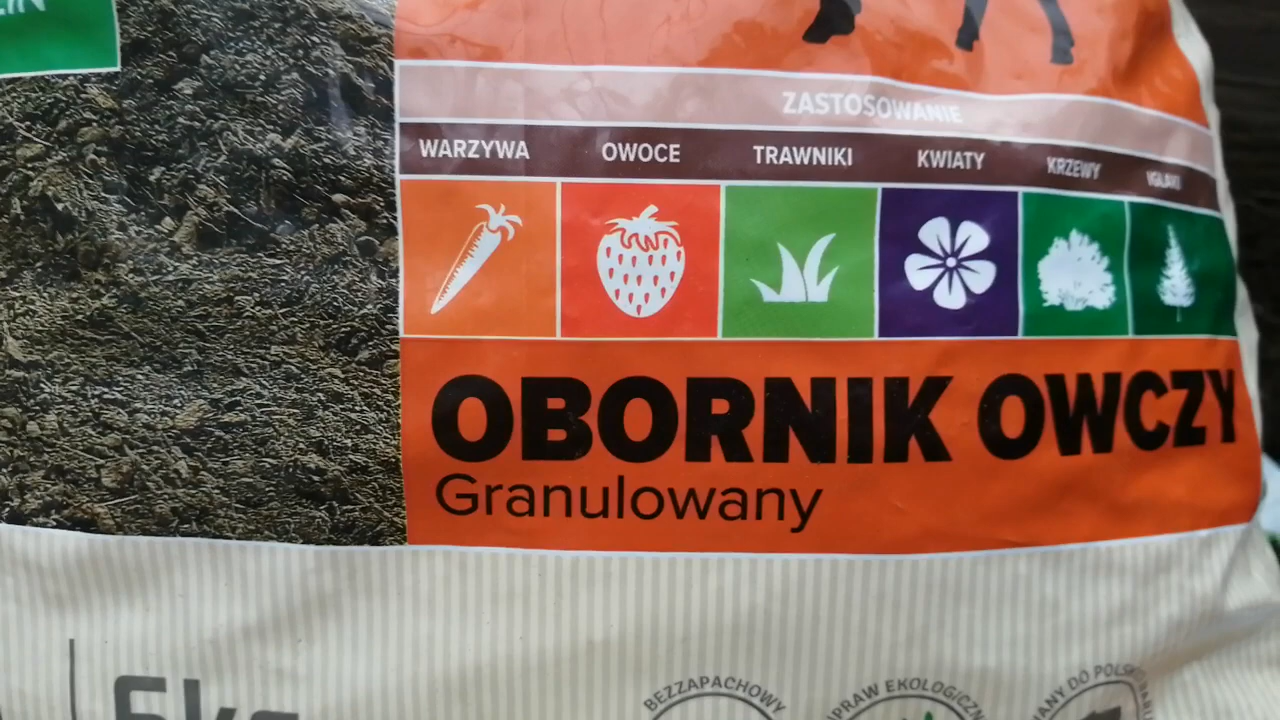 ZASTOSOWANIE
WARZYWA OWOCE TRAWNIKI KWIATY KRZEWY IGLAKI
OBORNIK OWCZY
Granulowany
BEZZAPACHOWY